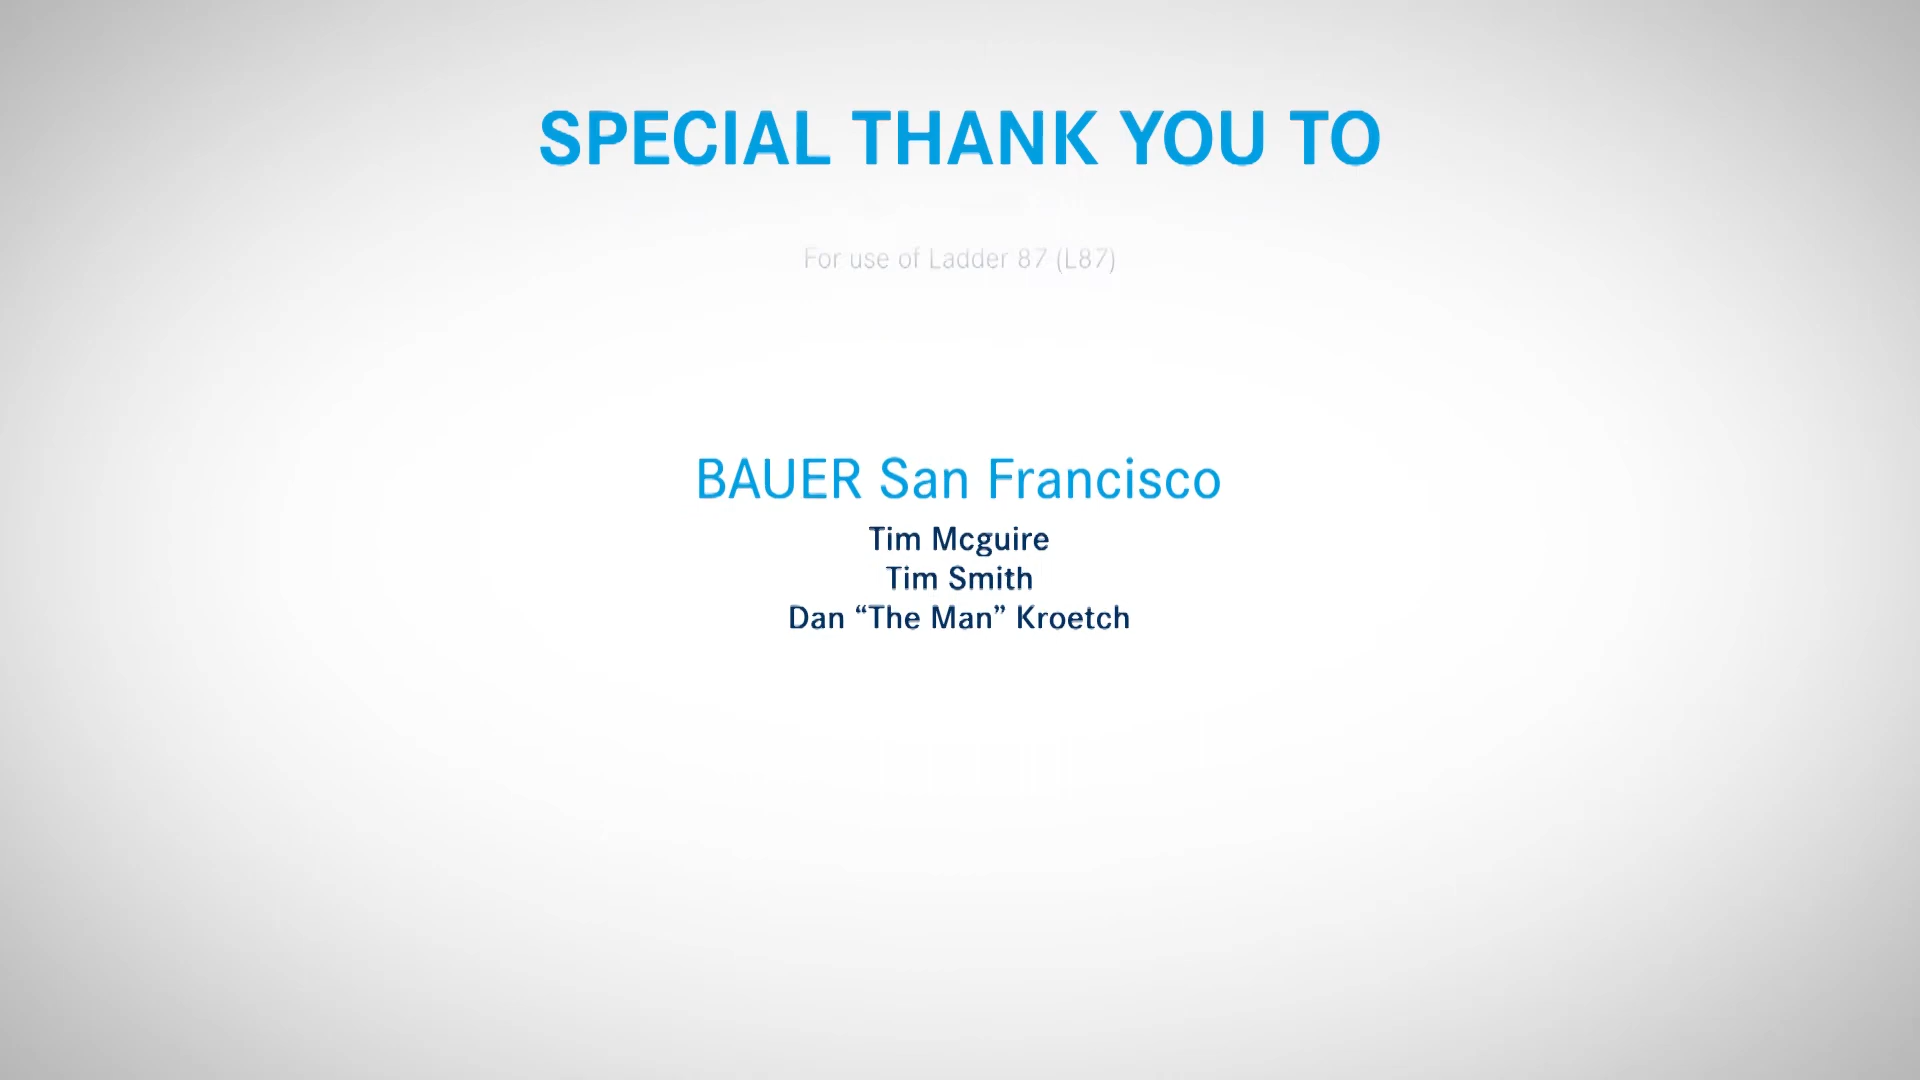 SPECIAL THANK YOU TO
For use of Ladder 87 (L87)
BAUER San Francisco
Tim Mcguire
Tim Smith
Dan “The Man” Kroetch